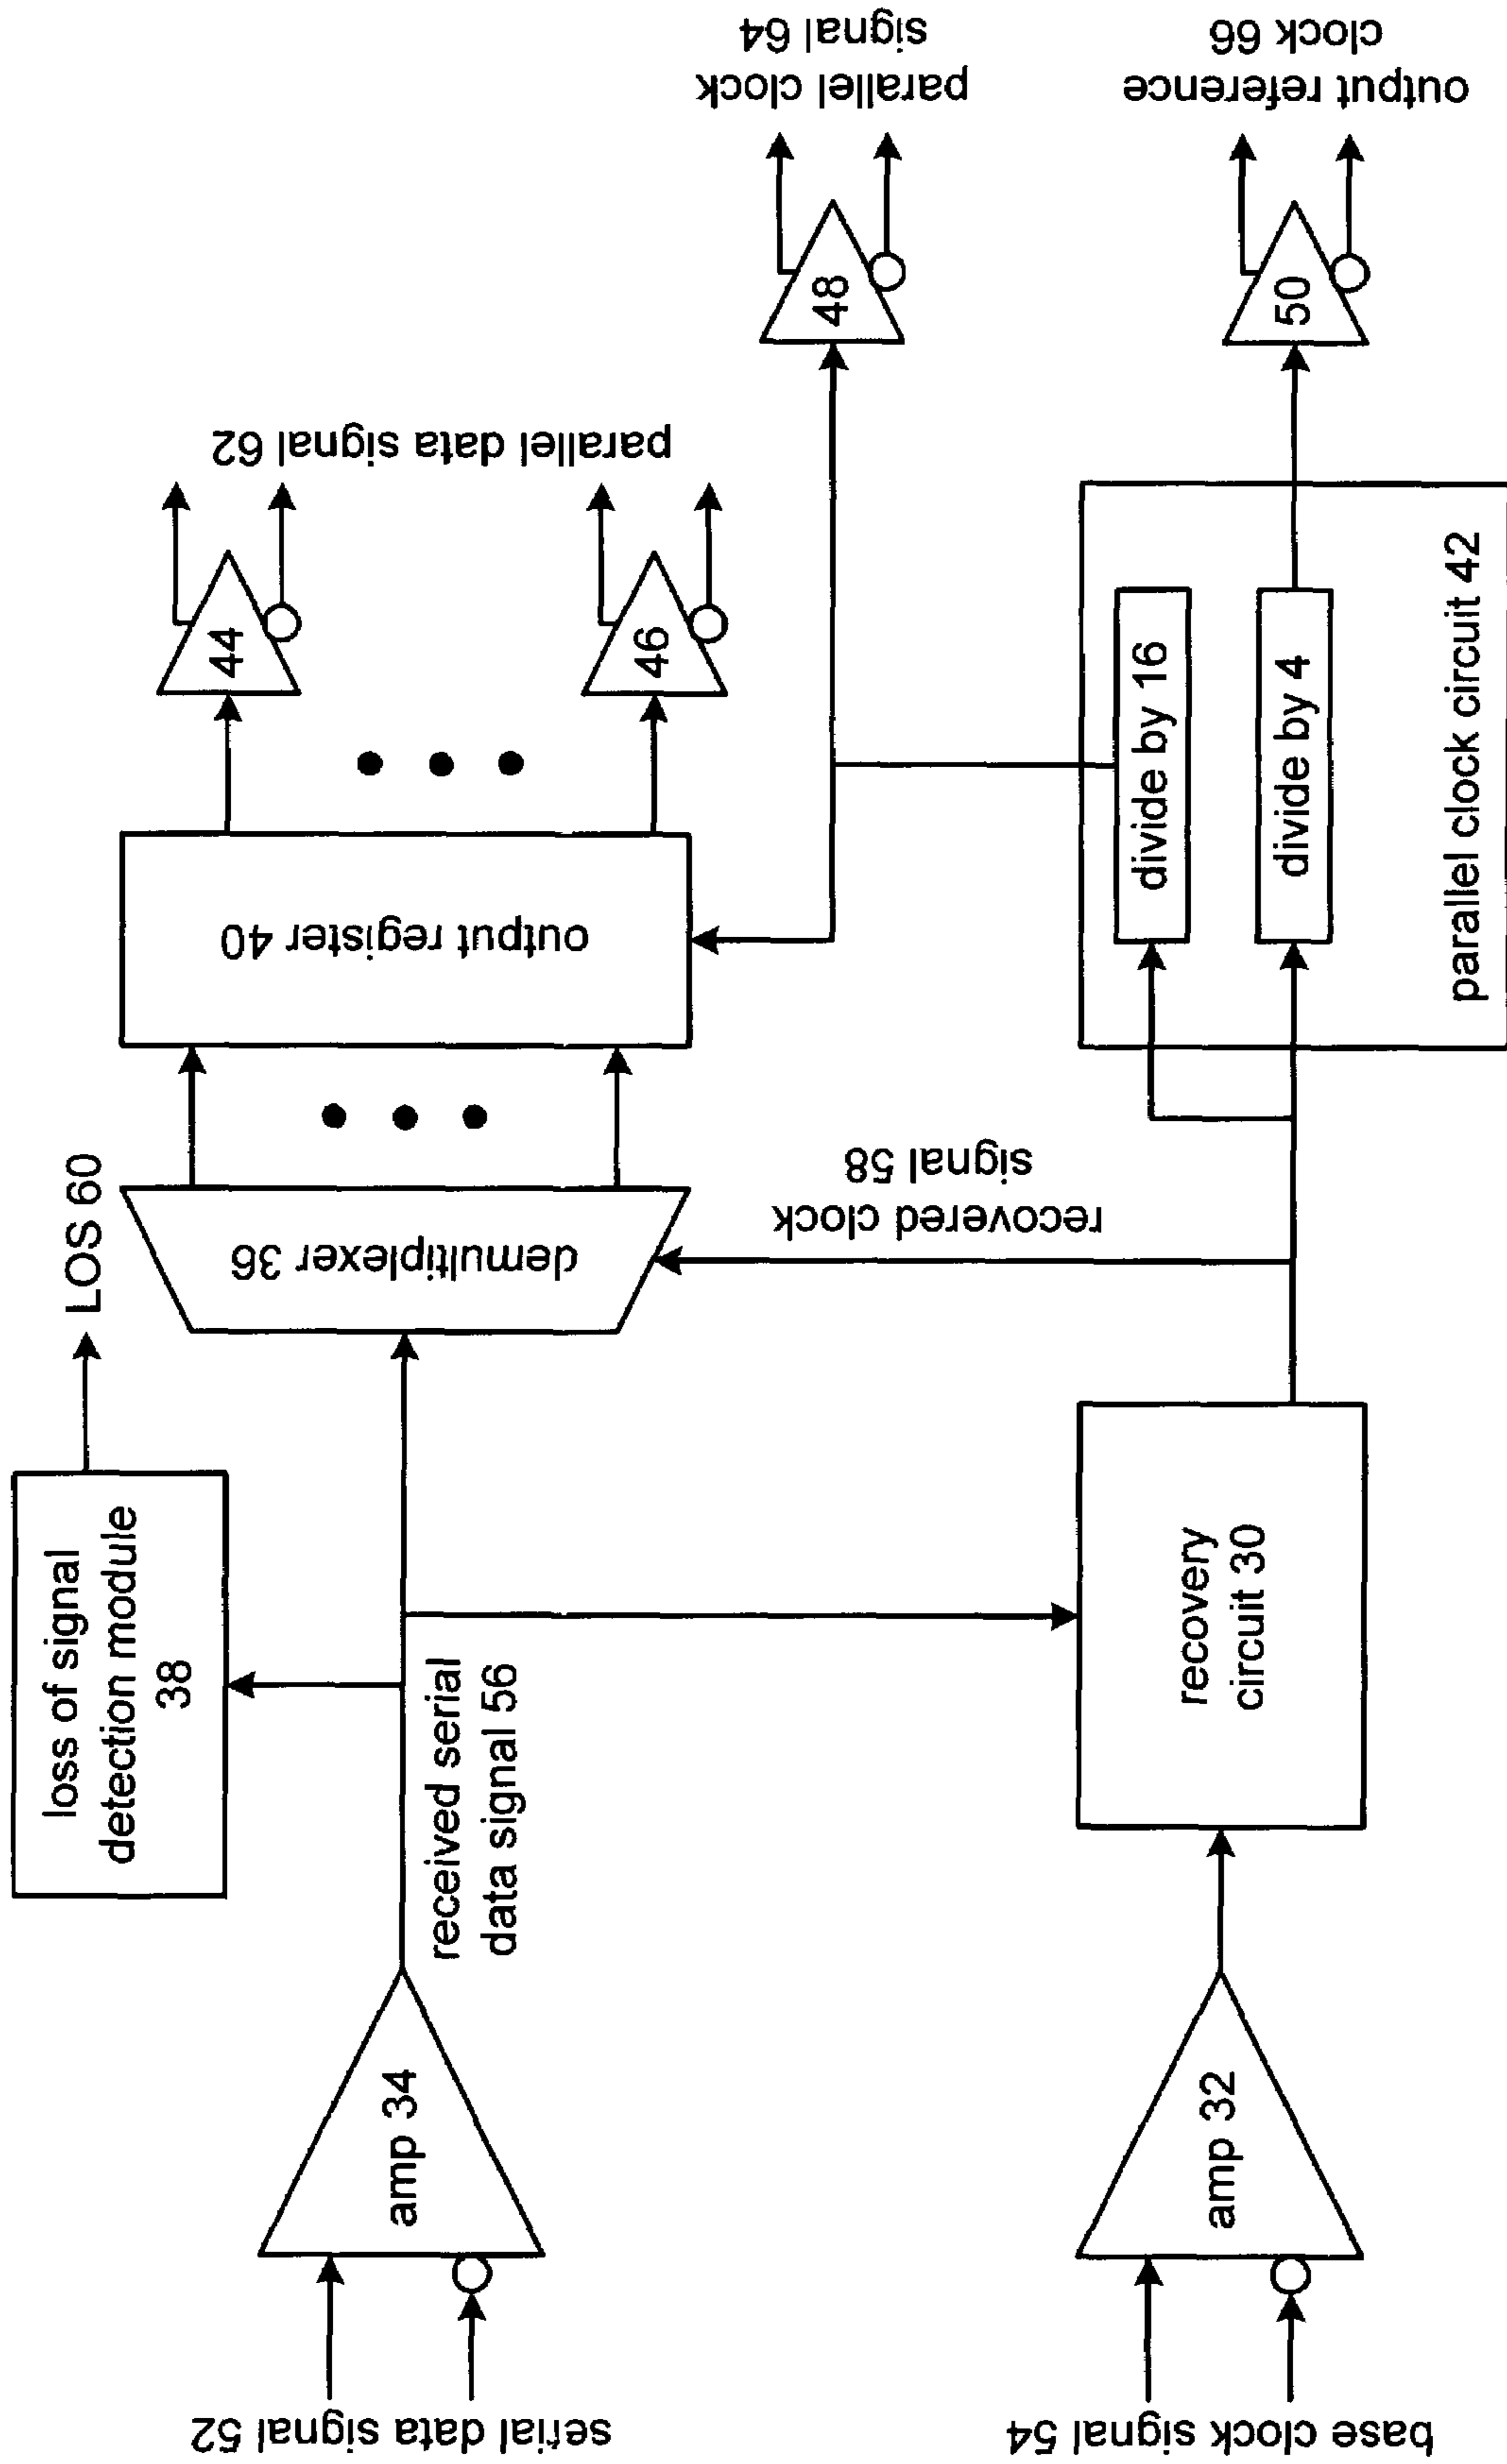 serial data signal 52
base clock signal 54
amp 34
amp 32
loss of signal
detection module
38
LOS 60
received serial
data signal 56
recovery
circuit 30
demultiplexer 36
recovered clock
signal 58
output register 40
44
46
parallel data signal 62
divide by 16
divide by 4
parallel clock circuit 42
48
50
parallel clock
signal 64
output reference
clock 66